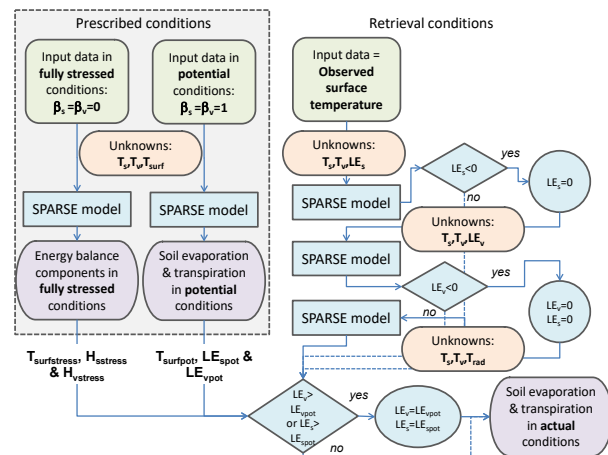 Prescribed conditions
Retrieval conditions
Input data in
fully stressed
conditions:
βs =βv=0
Input data in
potential
conditions:
βs =βv=1
Input data =
Observed
surface
temperature
Unknowns:
Ts,Tv,Tsurf
Unknowns:
Ts,Tv,LEs
LEs<0
yes
LEs=0
no
SPARSE model
SPARSE model
SPARSE model
Unknowns:
Ts,Tv,LEv
Energy balance
components in
fully stressed
conditions
Soil evaporation
& transpiration
in potential
conditions
SPARSE model
LEv<0
yes
LEv=0
LEs=0
no
SPARSE model
Unknowns:
Ts,Tv,Trad
Tsurfstress, Hsstress
& Hvstress
Tsurfpot, LEspot &
LEvpot
LEv>
LEvpot
or LEs>
LEspot
yes
LEv=LEvpot
LEs=LEspot
Soil evaporation
& transpiration
in actual
conditions
no